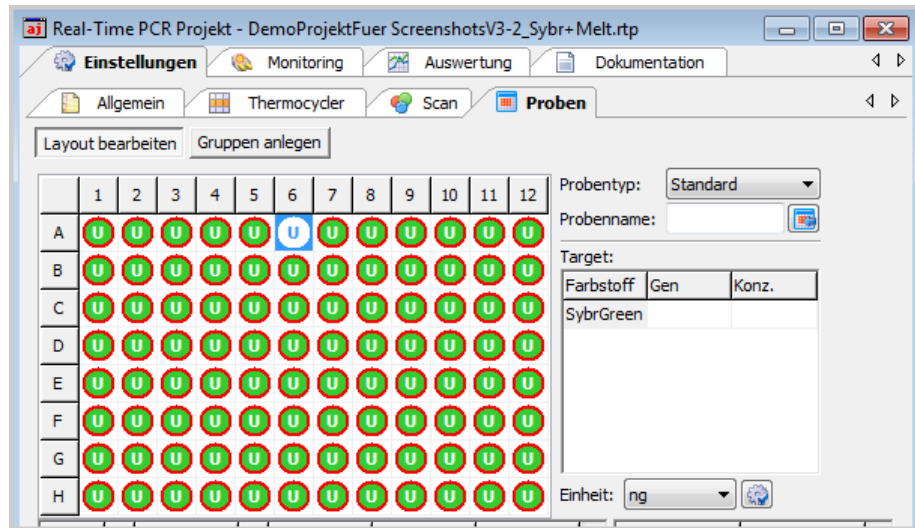 aj Real-Time PCR Projekt - DemoProjektFuer ScreenshotsV3-2_Sybr+Melt.rtp
Einstellungen Monitoring Auswertung Dokumentation
Allgemein Thermocycler Scan Proben
Layout bearbeiten Gruppen anlegen
1 2 3 4 5 6 7 8 9 10 11 12
A U U U U U U U U U U U U
B U U U U U U U U U U U U
C U U U U U U U U U U U U
D U U U U U U U U U U U U
E U U U U U U U U U U U U
F U U U U U U U U U U U U
G U U U U U U U U U U U U
H U U U U U U U U U U U U
Probentyp: Standard
Probenname:
Target:
Farbstoff Gen Konz.
SybrGreen
Einheit: ng